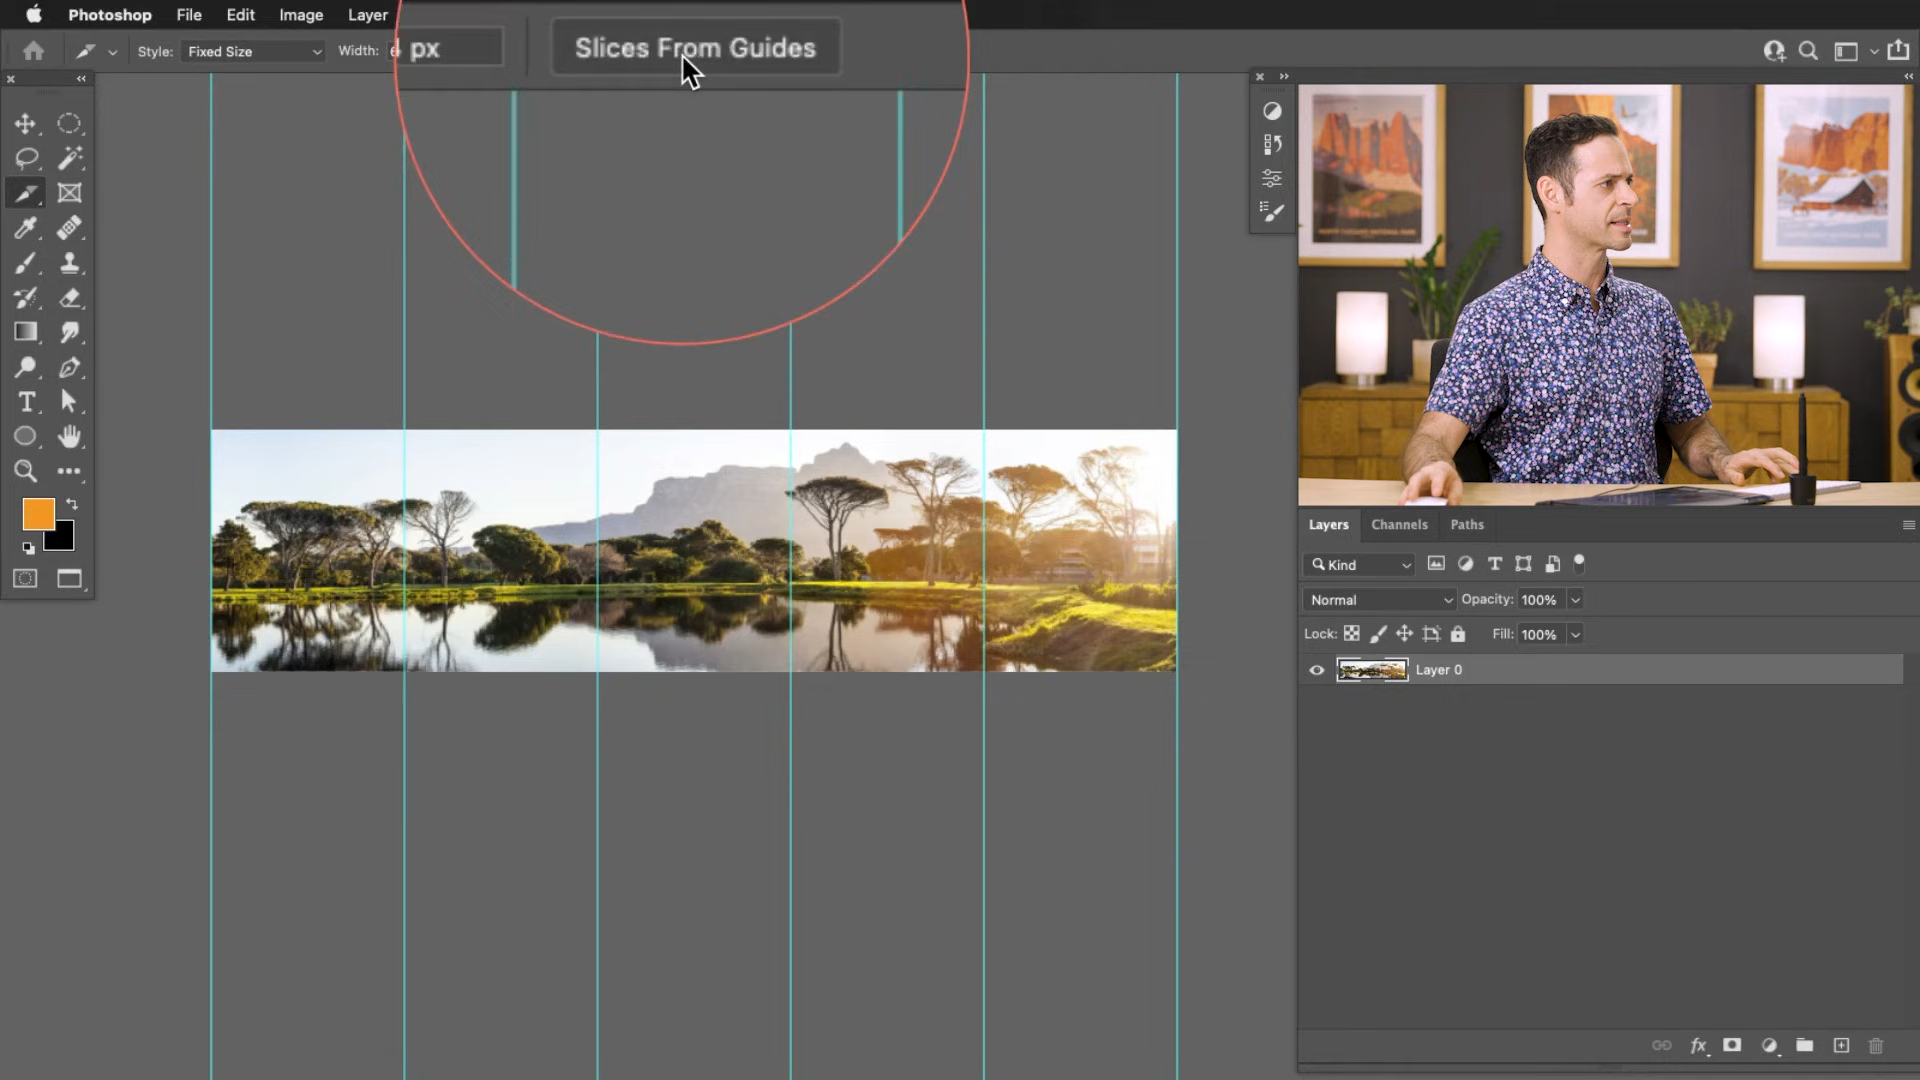 Photoshop File Edit Image Layer
Style: Fixed Size Width: px Slices From Guides
Layers Channels Paths
Kind
Normal Opacity: 100%
Lock: Fill: 100%
Layer 0
fx